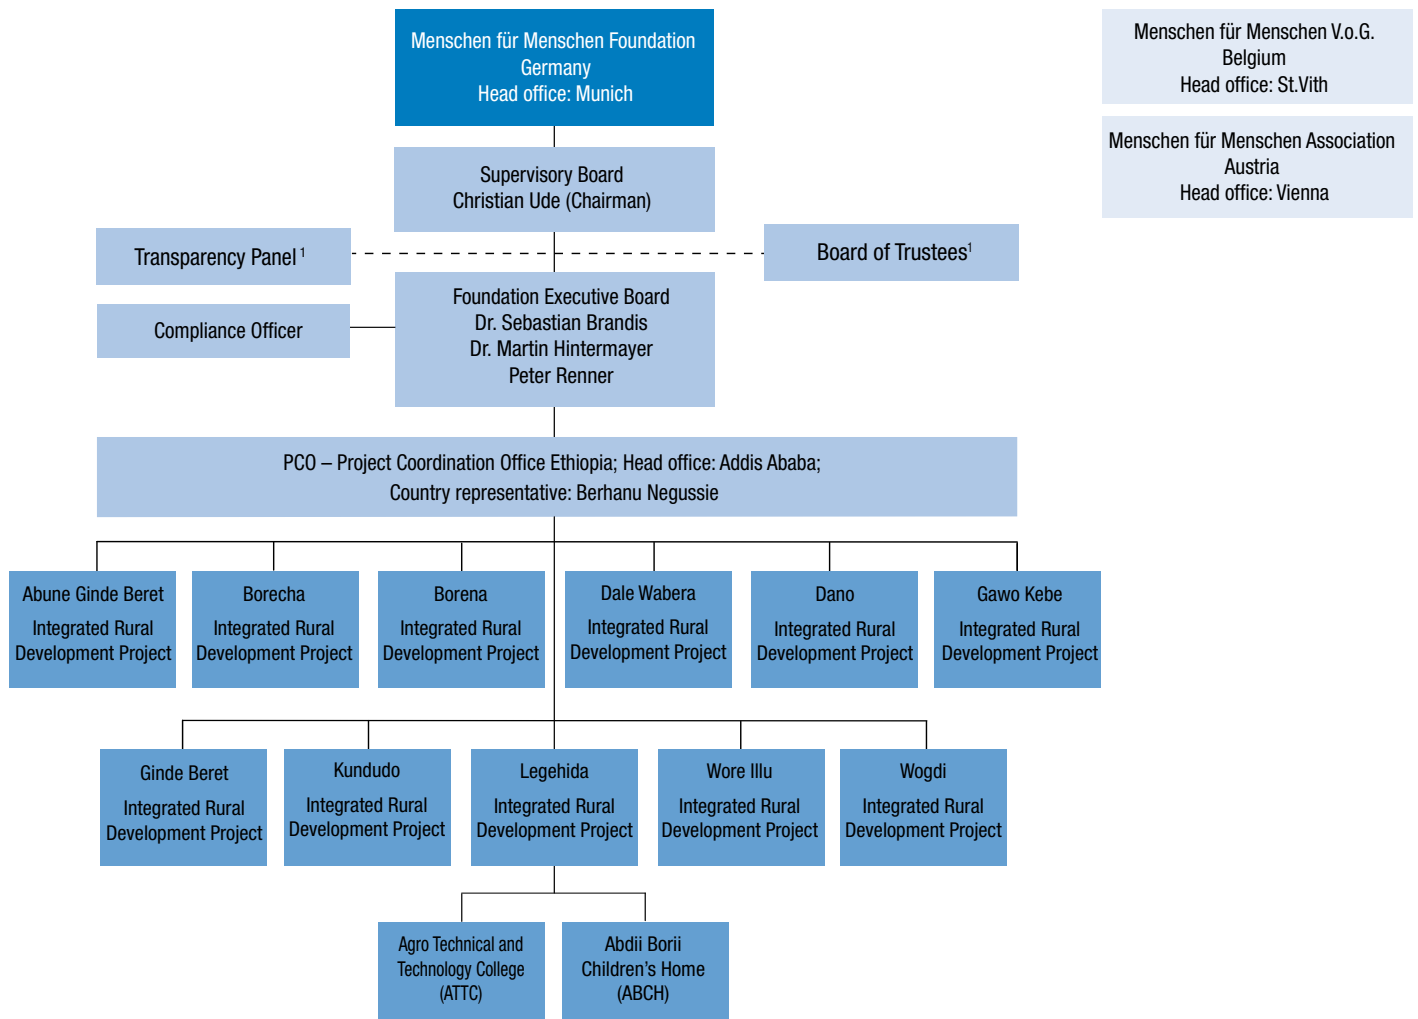 Menschen für Menschen Foundation
Germany
Head office: Munich
Menschen für Menschen V.o.G.
Belgium
Head office: St.Vith
Menschen für Menschen Association
Austria
Head office: Vienna
Supervisory Board
Christian Ude (Chairman)
Transparency Panel ¹
Board of Trustees¹
Foundation Executive Board
Dr. Sebastian Brandis
Dr. Martin Hintermayer
Peter Renner
Compliance Officer
PCO – Project Coordination Office Ethiopia; Head office: Addis Ababa;
Country representative: Berhanu Negussie
Abune Ginde Beret
Integrated Rural
Development Project
Borecha
Integrated Rural
Development Project
Borena
Integrated Rural
Development Project
Dale Wabera
Integrated Rural
Development Project
Dano
Integrated Rural
Development Project
Gawo Kebe
Integrated Rural
Development Project
Ginde Beret
Integrated Rural
Development Project
Kundudo
Integrated Rural
Development Project
Legehida
Integrated Rural
Development Project
Wore Illu
Integrated Rural
Development Project
Wogdi
Integrated Rural
Development Project
Agro Technical and
Technology College
(ATTC)
Abdii Borii
Children's Home
(ABCH)